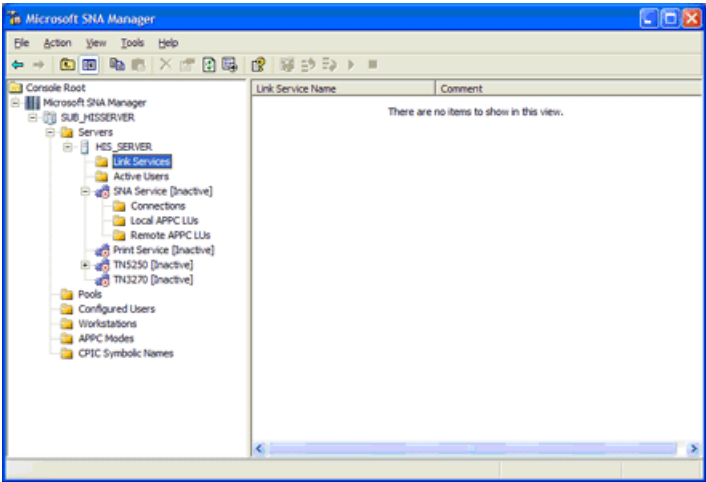 Microsoft SNA Manager
File Action View Tools Help
Console Root
Microsoft SNA Manager
SUB_HISSERVER
Servers
HIS_SERVER
Link Services
Active Users
SNA Service [Inactive]
Connections
Local APPC LUs
Remote APPC LUs
Print Service [Inactive]
TN5250 [Inactive]
TN3270 [Inactive]
Pools
Configured Users
Workstations
APPC Modes
CPIC Symbolic Names
Link Service Name Comment
There are no items to show in this view.